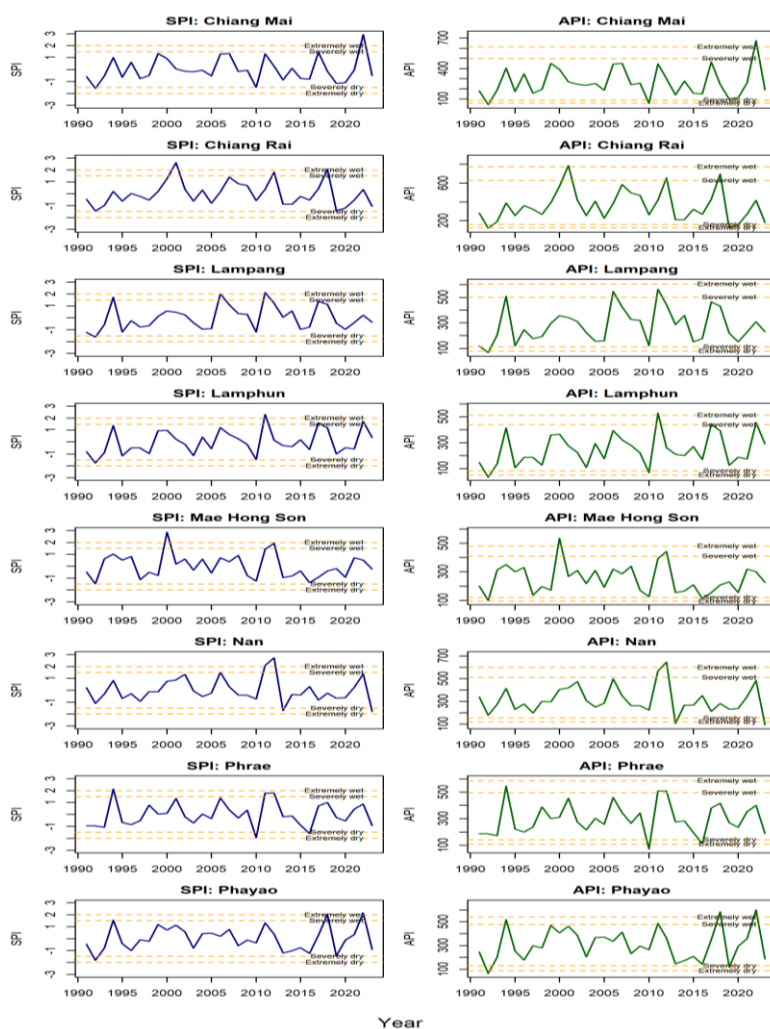 SPI: Chiang Mai
SPI
-1 1 2 3
-3
Extremely wet
Severely wet
Severely dry
Extremely dry
1990 1995 2000 2005 2010 2015 2020
API: Chiang Mai
API
100 400 700
Extremely wet
Severely wet
Severely dry
Extremely dry
1990 1995 2000 2005 2010 2015 2020
SPI: Chiang Rai
SPI
-3 -1 1 2 3
Extremely wet
Severely wet
Severely dry
Extremely dry
1990 1995 2000 2005 2010 2015 2020
API: Chiang Rai
API
200 600
Extremely wet
Severely wet
Severely dry
Extremely dry
1990 1995 2000 2005 2010 2015 2020
SPI: Lampang
SPI
-3 -1 1 2 3
Extremely wet
Severely wet
Severely dry
Extremely dry
1990 1995 2000 2005 2010 2015 2020
API: Lampang
API
100 300 500
Extremely wet
Severely wet
Severely dry
Extremely dry
1990 1995 2000 2005 2010 2015 2020
SPI: Lamphun
SPI
-3 -1 1 2 3
Extremely wet
Severely wet
Severely dry
Extremely dry
1990 1995 2000 2005 2010 2015 2020
API: Lamphun
API
100 300 500
Extremely wet
Severely wet
Severely dry
Extremely dry
1990 1995 2000 2005 2010 2015 2020
SPI: Mae Hong Son
SPI
-3 -1 1 2 3
Extremely wet
Severely wet
Severely dry
Extremely dry
1990 1995 2000 2005 2010 2015 2020
API: Mae Hong Son
API
100 300 500
Extremely wet
Severely wet
Severely dry
Extremely dry
1990 1995 2000 2005 2010 2015 2020
SPI: Nan
SPI
-3 -1 1 2 3
Extremely wet
Severely wet
Severely dry
Extremely dry
1990 1995 2000 2005 2010 2015 2020
API: Nan
API
100 300 500 700
Extremely wet
Severely wet
Severely dry
Extremely dry
1990 1995 2000 2005 2010 2015 2020
SPI: Phrae
SPI
-3 -1 1 2 3
Extremely wet
Severely wet
Severely dry
Extremely dry
1990 1995 2000 2005 2010 2015 2020
API: Phrae
API
100 300 500
Extremely wet
Severely wet
Severely dry
Extremely dry
1990 1995 2000 2005 2010 2015 2020
SPI: Phayao
SPI
-3 -1 1 2 3
Extremely wet
Severely wet
Severely dry
Extremely dry
1990 1995 2000 2005 2010 2015 2020
API: Phayao
API
100 300 500
Extremely wet
Severely wet
Severely dry
Extremely dry
1990 1995 2000 2005 2010 2015 2020
Year